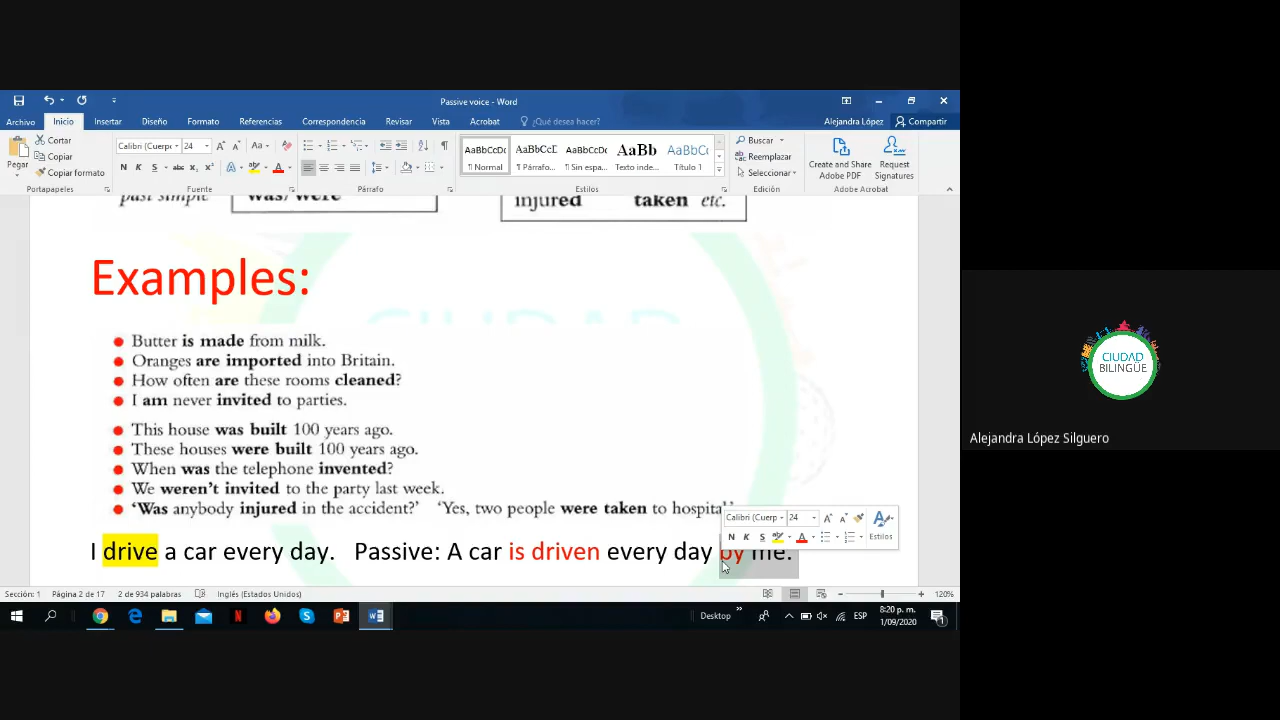 Passive voice - Word
Archivo Inicio Insertar Diseño Formato Referencias Correspondencia Revisar Vista Acrobat ¿Qué desea hacer? Alejandra López Compartir
Pegar
Cortar
Copiar
Copiar formato
Portapapeles
Calibri (Cuerp 24 Aa
N K S abc x₂ x² A
Fuente
Párrafo
AaBbCcDc AaBbCcI AaBbCcDc AaBb AaBbCc
¶ Normal ¶ Párrafo... ¶ Sin espa... Texto inde... Título 1
Estilos
Buscar
Reemplazar
Seleccionar
Edición
Create and Share Adobe PDF
Request Signatures
Adobe Acrobat
past simple was/were
injured taken etc.
Examples:
Butter is made from milk.
Oranges are imported into Britain.
How often are these rooms cleaned?
I am never invited to parties.
This house was built 100 years ago.
These houses were built 100 years ago.
When was the telephone invented?
We weren't invited to the party last week.
'Was anybody injured in the accident?' 'Yes, two people were taken to hospital'
Calibri (Cuerp 24
N K S A Estilos
I drive a car every day. Passive: A car is driven every day by me.
CIUDAD
BILINGÜE
Alejandra López Silguero
Sección: 1 Página 2 de 17 2 de 934 palabras Inglés (Estados Unidos) 120%
Desktop ESP 8:20 p. m.
1/09/2020